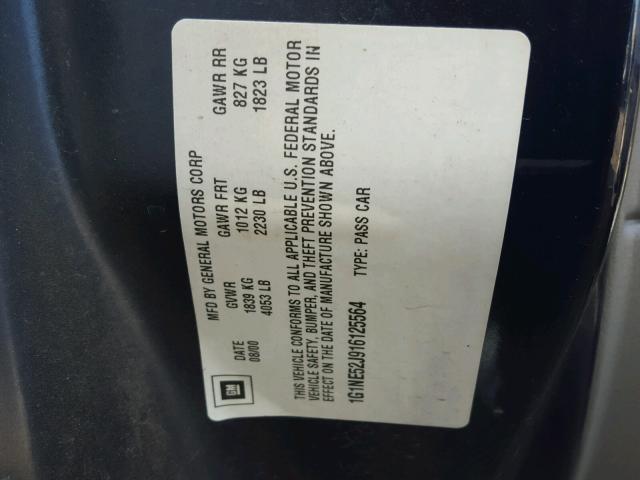 MFD BY GENERAL MOTORS CORP
DATE GVWR GAWR FRT GAWR RR
08/00 1839 KG 1012 KG 827 KG
4053 LB 2230 LB 1823 LB
THIS VEHICLE CONFORMS TO ALL APPLICABLE U.S. FEDERAL MOTOR
VEHICLE SAFETY, BUMPER, AND THEFT PREVENTION STANDARDS IN
EFFECT ON THE DATE OF MANUFACTURE SHOWN ABOVE.
1G1NE52J916125564 TYPE: PASS CAR
GM